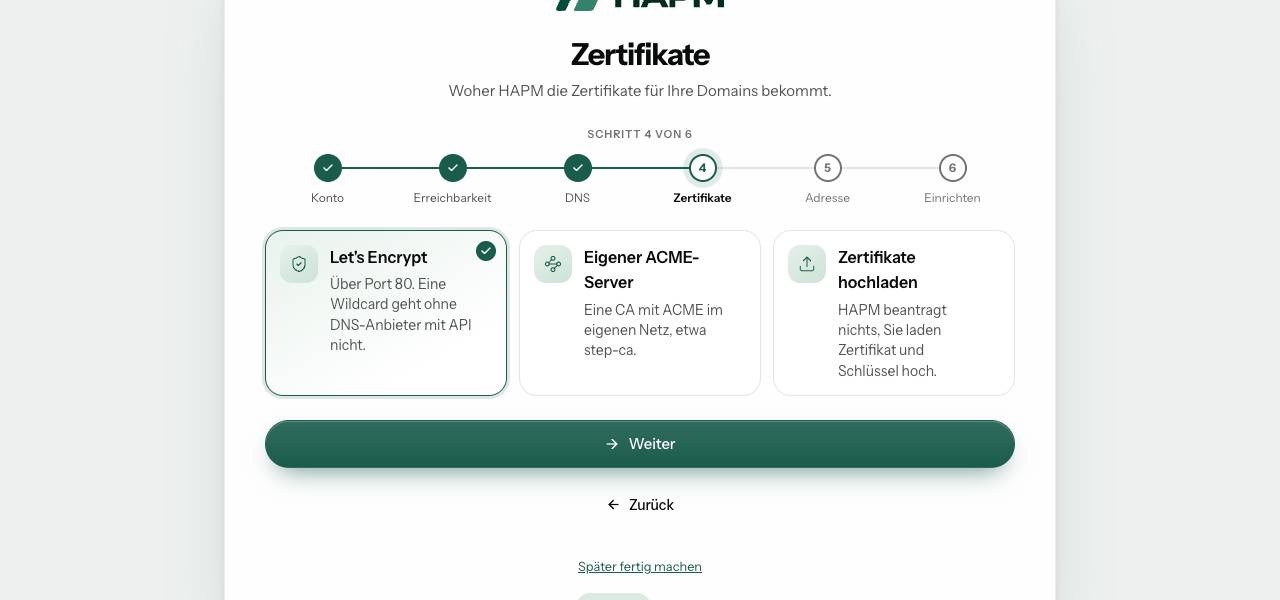 HAPM
Zertifikate
Woher HAPM die Zertifikate für Ihre Domains bekommt.
SCHRITT 4 VON 6
4
5
6
Konto
Erreichbarkeit
DNS
Zertifikate
Adresse
Einrichten
Let's Encrypt
Über Port 80. Eine
Wildcard geht ohne
DNS-Anbieter mit API
nicht.
Eigener ACME-
Server
Eine CA mit ACME im
eigenen Netz, etwa
step-ca.
Zertifikate
hochladen
HAPM beantragt
nichts, Sie laden
Zertifikat und
Schlüssel hoch.
Weiter
Zurück
Später fertig machen